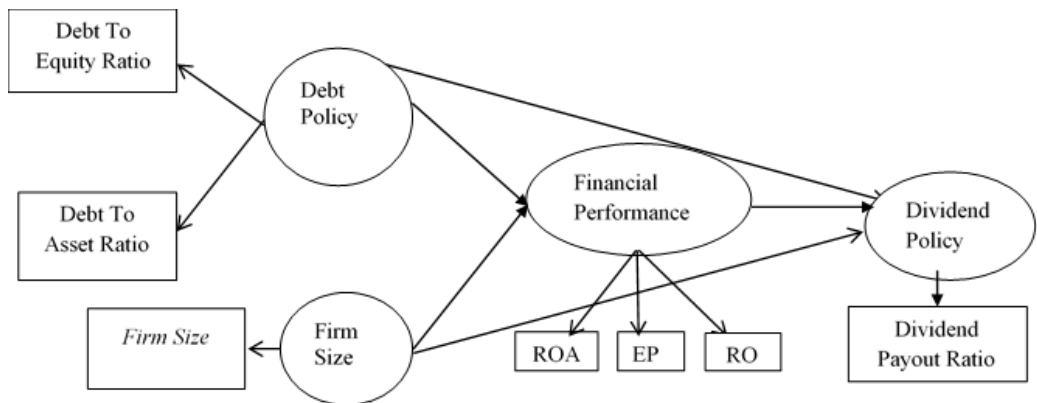 Debt To
Equity Ratio
Debt
Policy
Debt To
Asset Ratio
Financial
Performance
Dividend
Policy
Firm Size
Firm
Size
ROA
EP
RO
Dividend
Payout Ratio